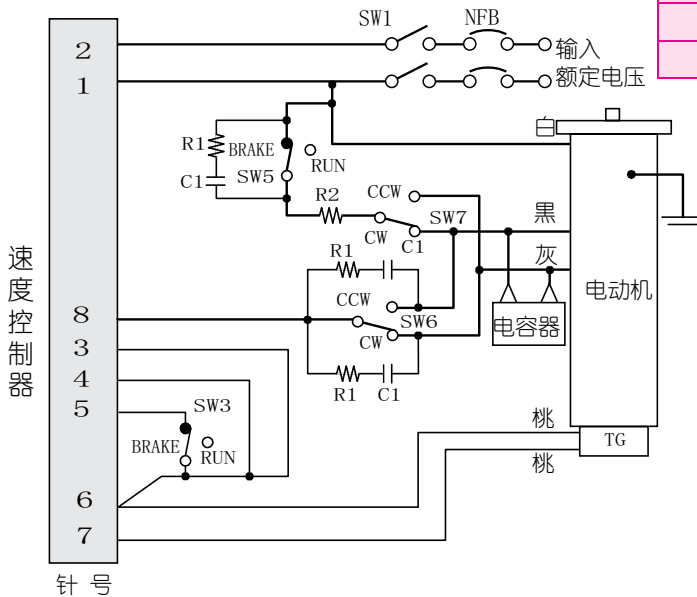 SW1
NFB
2
输入
1
额定电压
白
R1
BRAKE
RUN
C1
SW5
CCW
R2
SW7
黑
CW
C1
灰
R1
电动机
速度控制器
CCW
8
SW6
电容器
CW
3
4
R1
C1
5
SW3
桃
BRAKE
RUN
TG
桃
6
7
针号